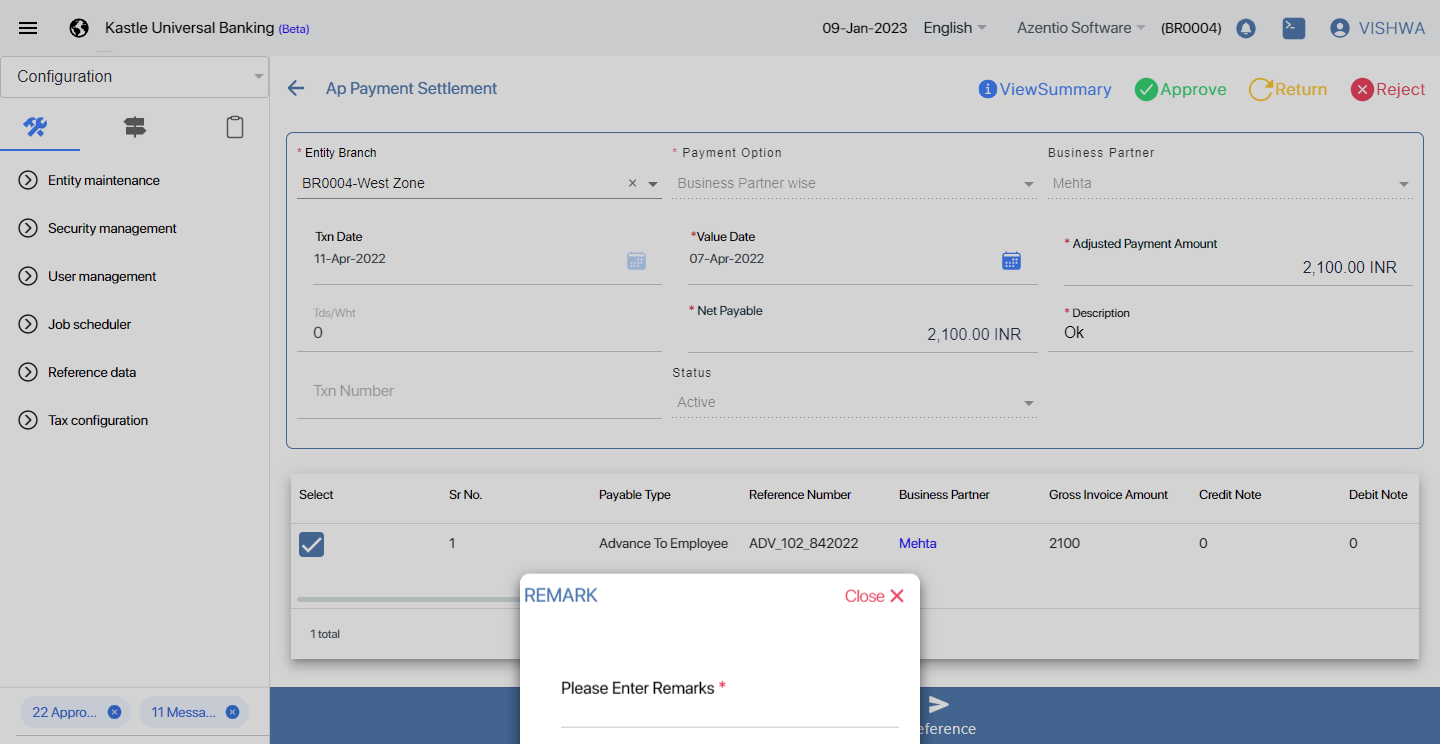 Kastle Universal Banking (Beta)
09-Jan-2023
English
Azentio Software
(BR0004)
VISHWA
Configuration
Entity maintenance
Security management
User management
Job scheduler
Reference data
Tax configuration
22 Appro...
11 Messa...
Ap Payment Settlement
ViewSummary
Approve
Return
Reject
* Entity Branch
BR0004-West Zone
* Payment Option
Business Partner wise
Business Partner
Mehta
Txn Date
11-Apr-2022
*Value Date
07-Apr-2022
* Adjusted Payment Amount
2,100.00 INR
Tds/Wht
0
* Net Payable
2,100.00 INR
* Description
Ok
Txn Number
Status
Active
Select Sr No. Payable Type Reference Number Business Partner Gross Invoice Amount Credit Note Debit Note
1 Advance To Employee ADV_102_842022 Mehta 2100 0 0
1 total
REMARK
Close
Please Enter Remarks *
eference